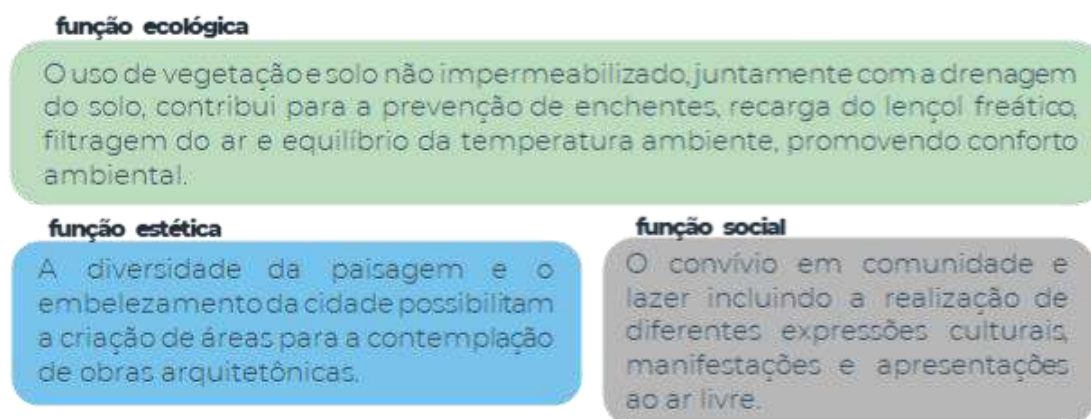 função ecológica
O uso de vegetação e solo não impermeabilizado, juntamente com a drenagem
do solo, contribui para a prevenção de enchentes, recarga do lençol freático,
filtragem do ar e equilíbrio da temperatura ambiente, promovendo conforto
ambiental.
função estética
A diversidade da paisagem e o
embelezamento da cidade possibilitam
a criação de áreas para a contemplação
de obras arquitetônicas.
função social
O convívio em comunidade e
lazer incluindo a realização de
diferentes expressões culturais,
manifestações e apresentações
ao ar livre.